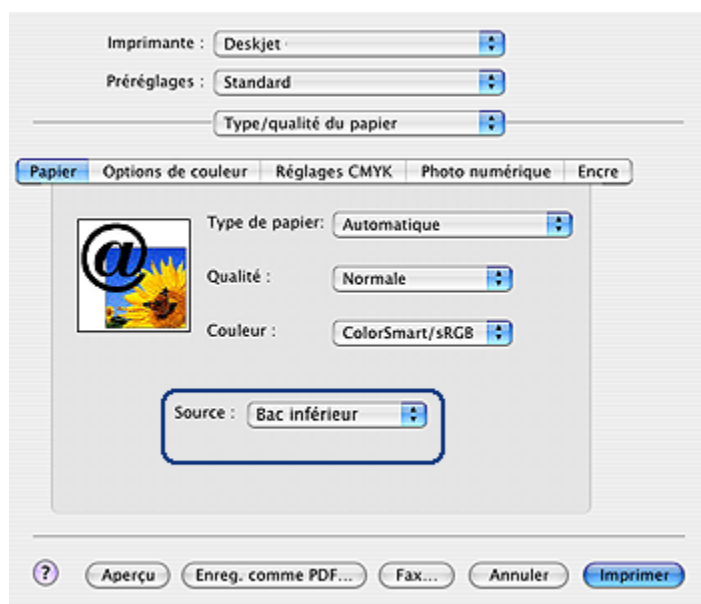 Imprimante : Deskjet
Préréglages : Standard
Type/qualité du papier
Papier Options de couleur Réglages CMYK Photo numérique Encre
Type de papier: Automatique
@
Qualité : Normale
Couleur : ColorSmart/sRGB
Source : Bac inférieur
? Aperçu Enreg. comme PDF... Fax... Annuler Imprimer